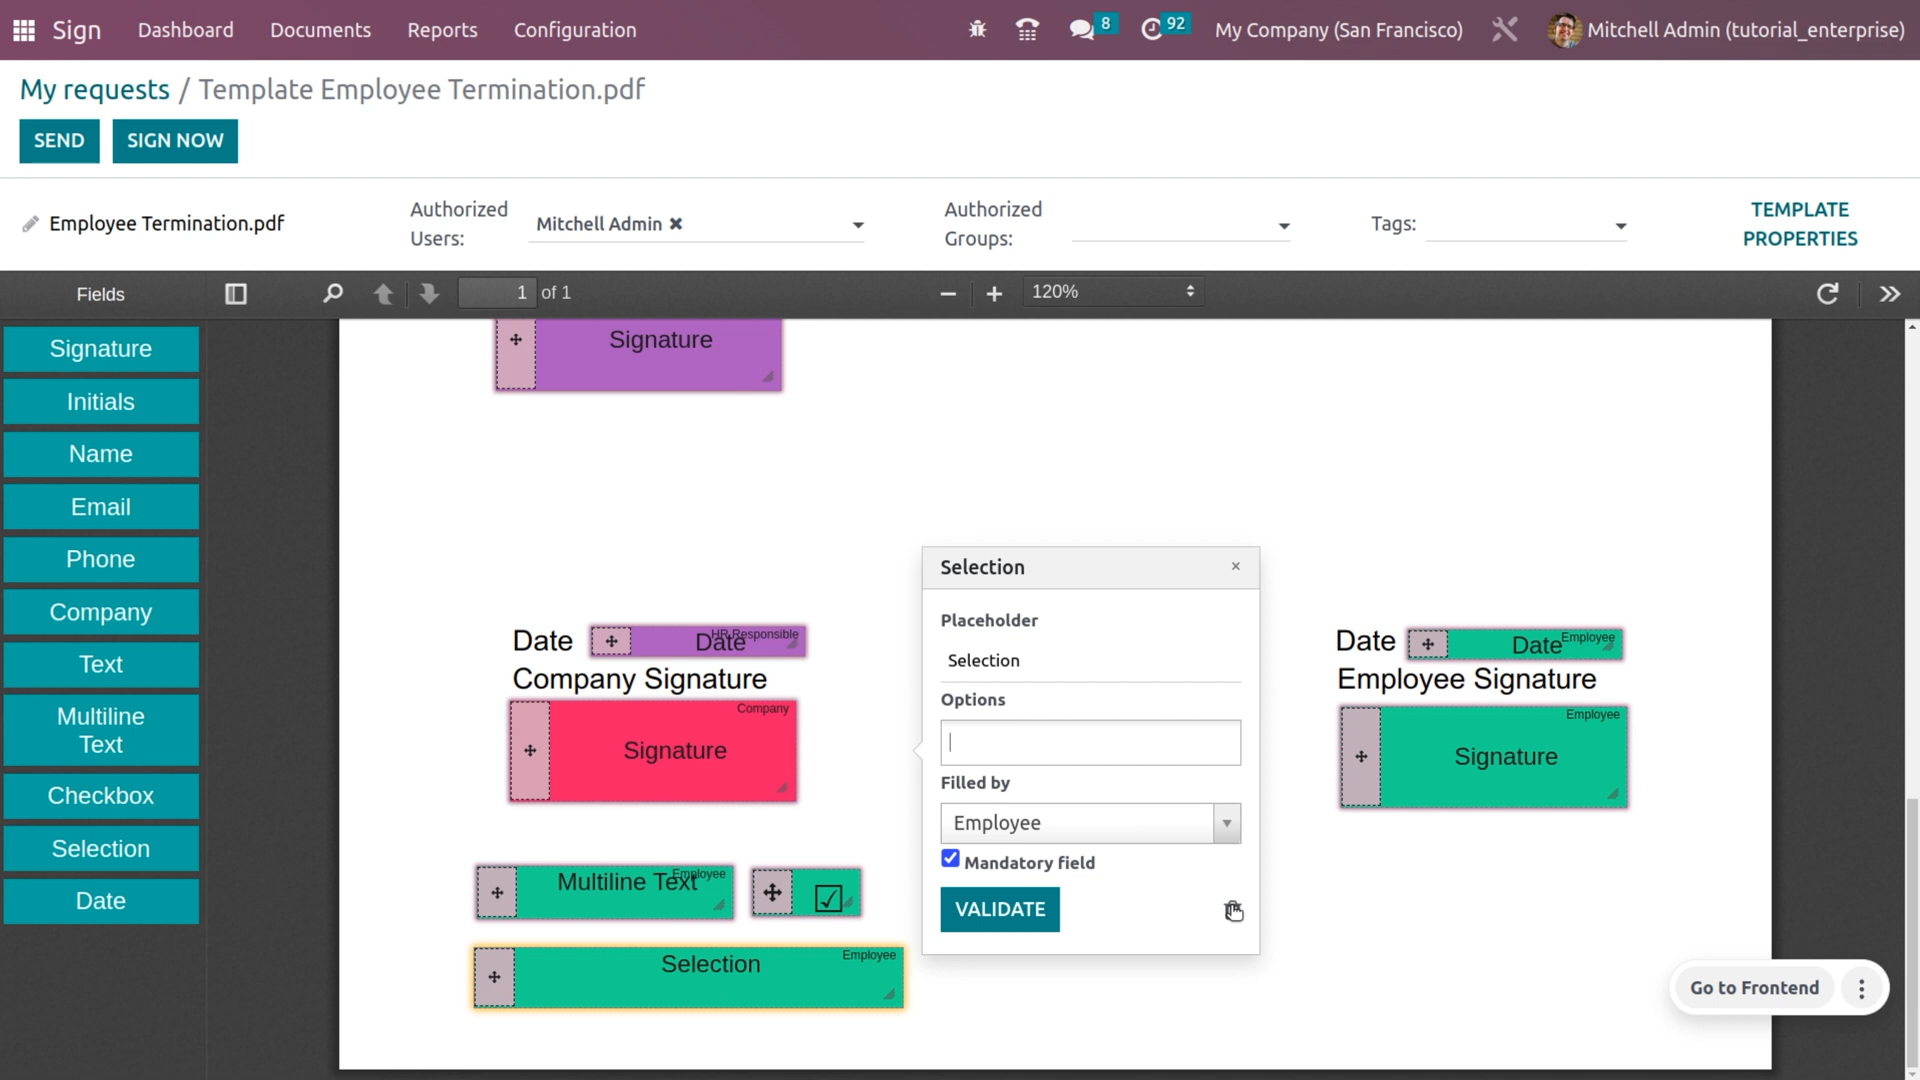 Sign Dashboard Documents Reports Configuration 8 92 My Company (San Francisco) Mitchell Admin (tutorial_enterprise)
My requests / Template Employee Termination.pdf
SEND SIGN NOW
Employee Termination.pdf
Authorized
Users:
Mitchell Admin
Authorized
Groups:
Tags:
TEMPLATE
PROPERTIES
Fields 1 of 1 120%
Signature
Initials
Name
Email
Phone
Company
Text
Multiline
Text
Checkbox
Selection
Date
Signature
Date Date HR Responsible
Company Signature
Company
Signature
Multiline Text Employee
Selection Employee
Selection
Placeholder
Selection
Options
Filled by
Employee
Mandatory field
VALIDATE
Date Date Employee
Employee Signature
Employee
Signature
Go to Frontend